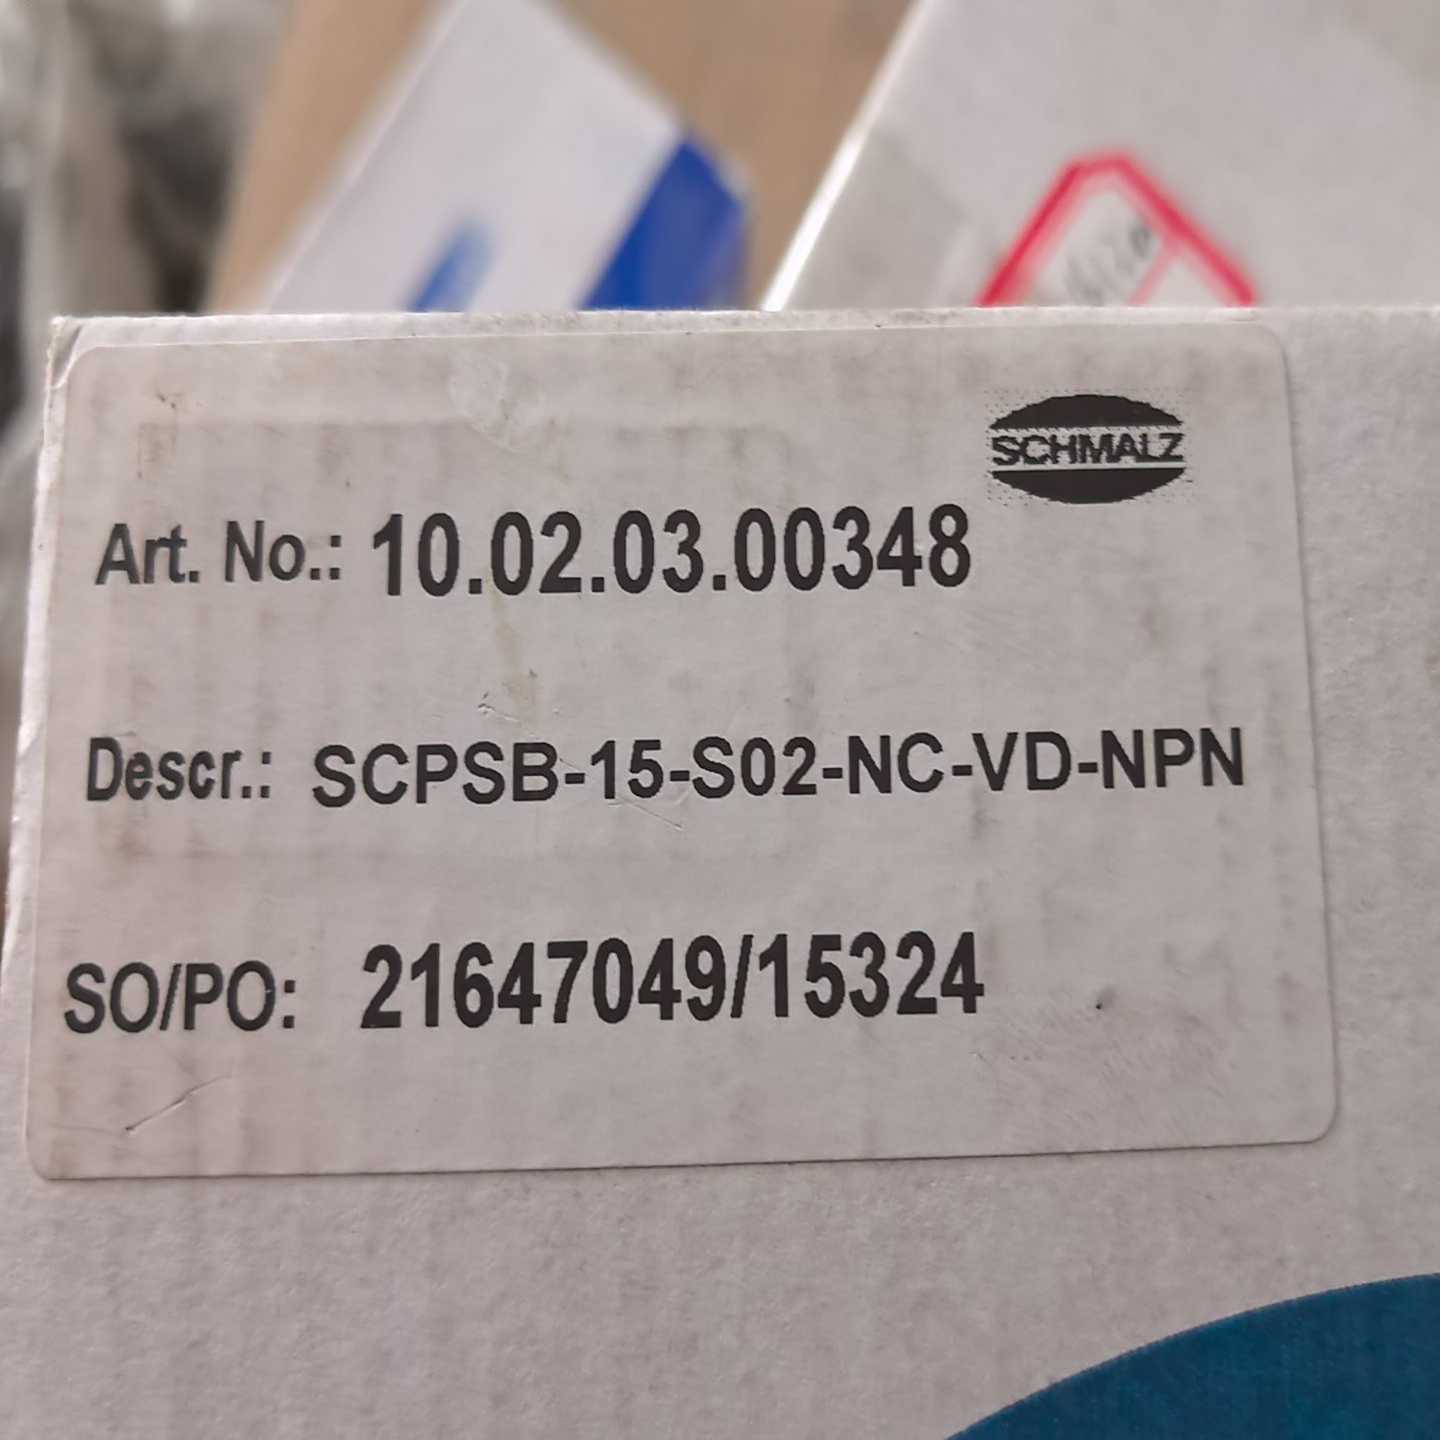 SCHMALZ
Art. No.: 10.02.03.00348
Descr.: SCPSB-15-S02-NC-VD-NPN
SO/PO: 21647049/15324